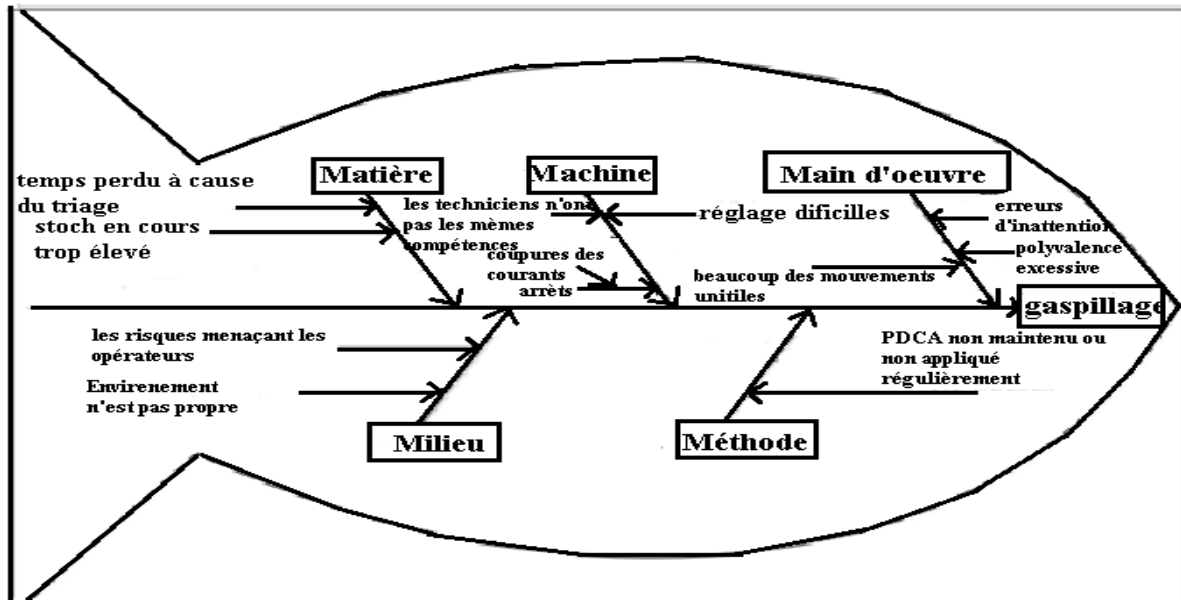 Matière
Machine
Main d'oeuvre
temps perdu à cause
du triage
stoch en cours
trop élevé
les techniciens n'ont
pas les mèmes
compétences
réglage dificilles
coupures des
courants
arrèts
erreurs
d'inattention
polyvalence
excessive
beaucoup des mouvements
unitiles
gaspillage
les risques menaçant les
opérateurs
Envirenement
n'est pas propre
PDCA non maintenu ou
non appliqué
régulièrement
Milieu
Méthode